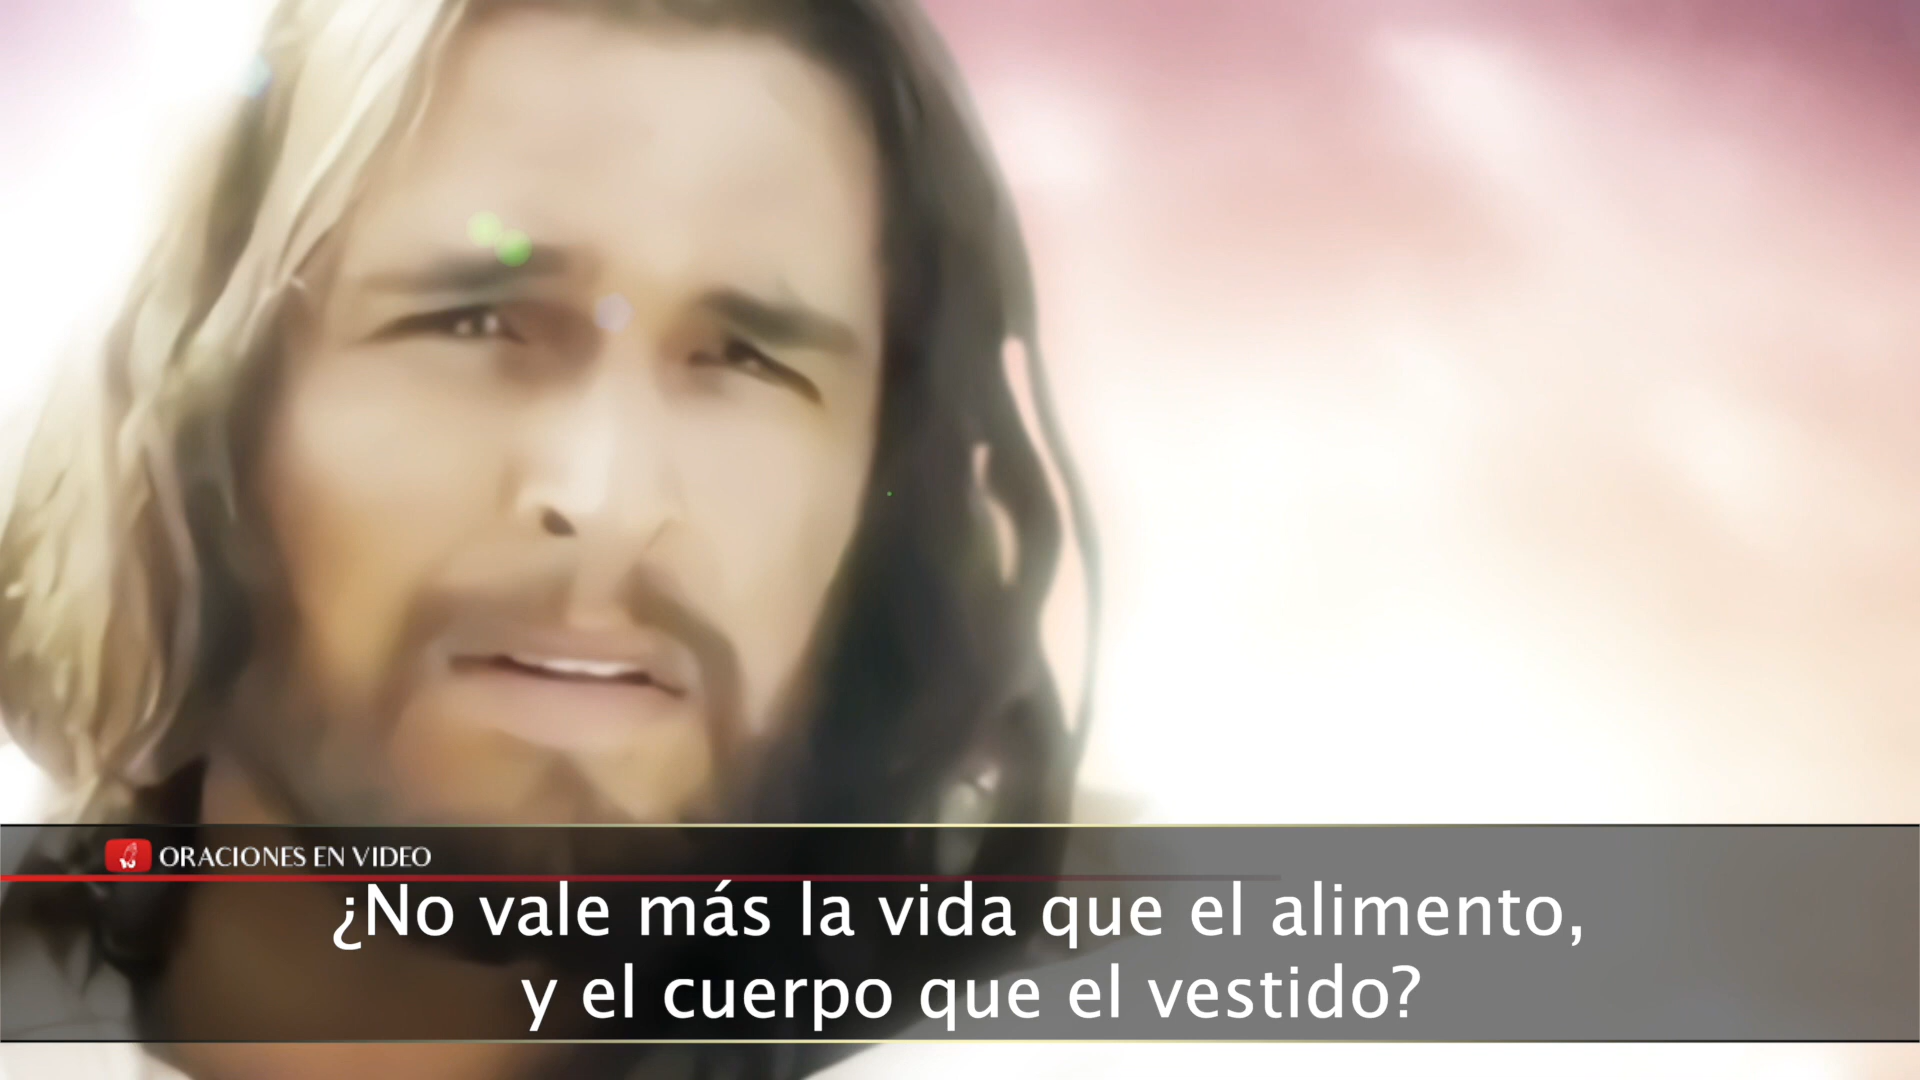 ORACIONES EN VIDEO
¿No vale más la vida que el alimento,
y el cuerpo que el vestido?